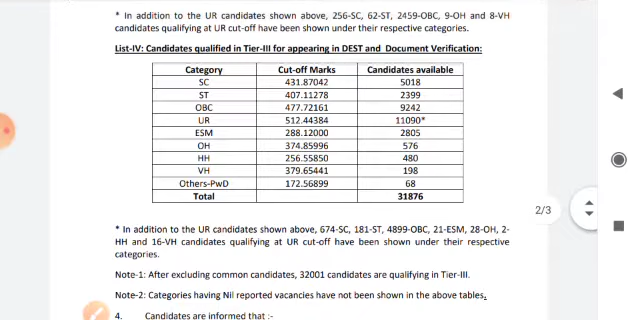 * In addition to the UR candidates shown above, 256-SC, 62-ST, 2459-OBC, 9-OH and 8-VH
candidates qualifying at UR cut-off have been shown under their respective categories.
List-IV: Candidates qualified in Tier-III for appearing in DEST and Document Verification:
Category Cut-off Marks Candidates available
SC 431.87042 5018
ST 407.11278 2399
OBC 477.72161 9242
UR 512.44384 11090*
ESM 288.12000 2805
OH 374.85996 576
HH 256.55850 480
VH 379.65441 198
Others-PwD 172.56899 68
Total 31876
2/3
* In addition to the UR candidates shown above, 674-SC, 181-ST, 4899-OBC, 21-ESM, 28-OH, 2-
HH and 16-VH candidates qualifying at UR cut-off have been shown under their respective
categories.
Note-1: After excluding common candidates, 32001 candidates are qualifying in Tier-III.
Note-2: Categories having Nil reported vacancies have not been shown in the above tables.
4. Candidates are informed that :-